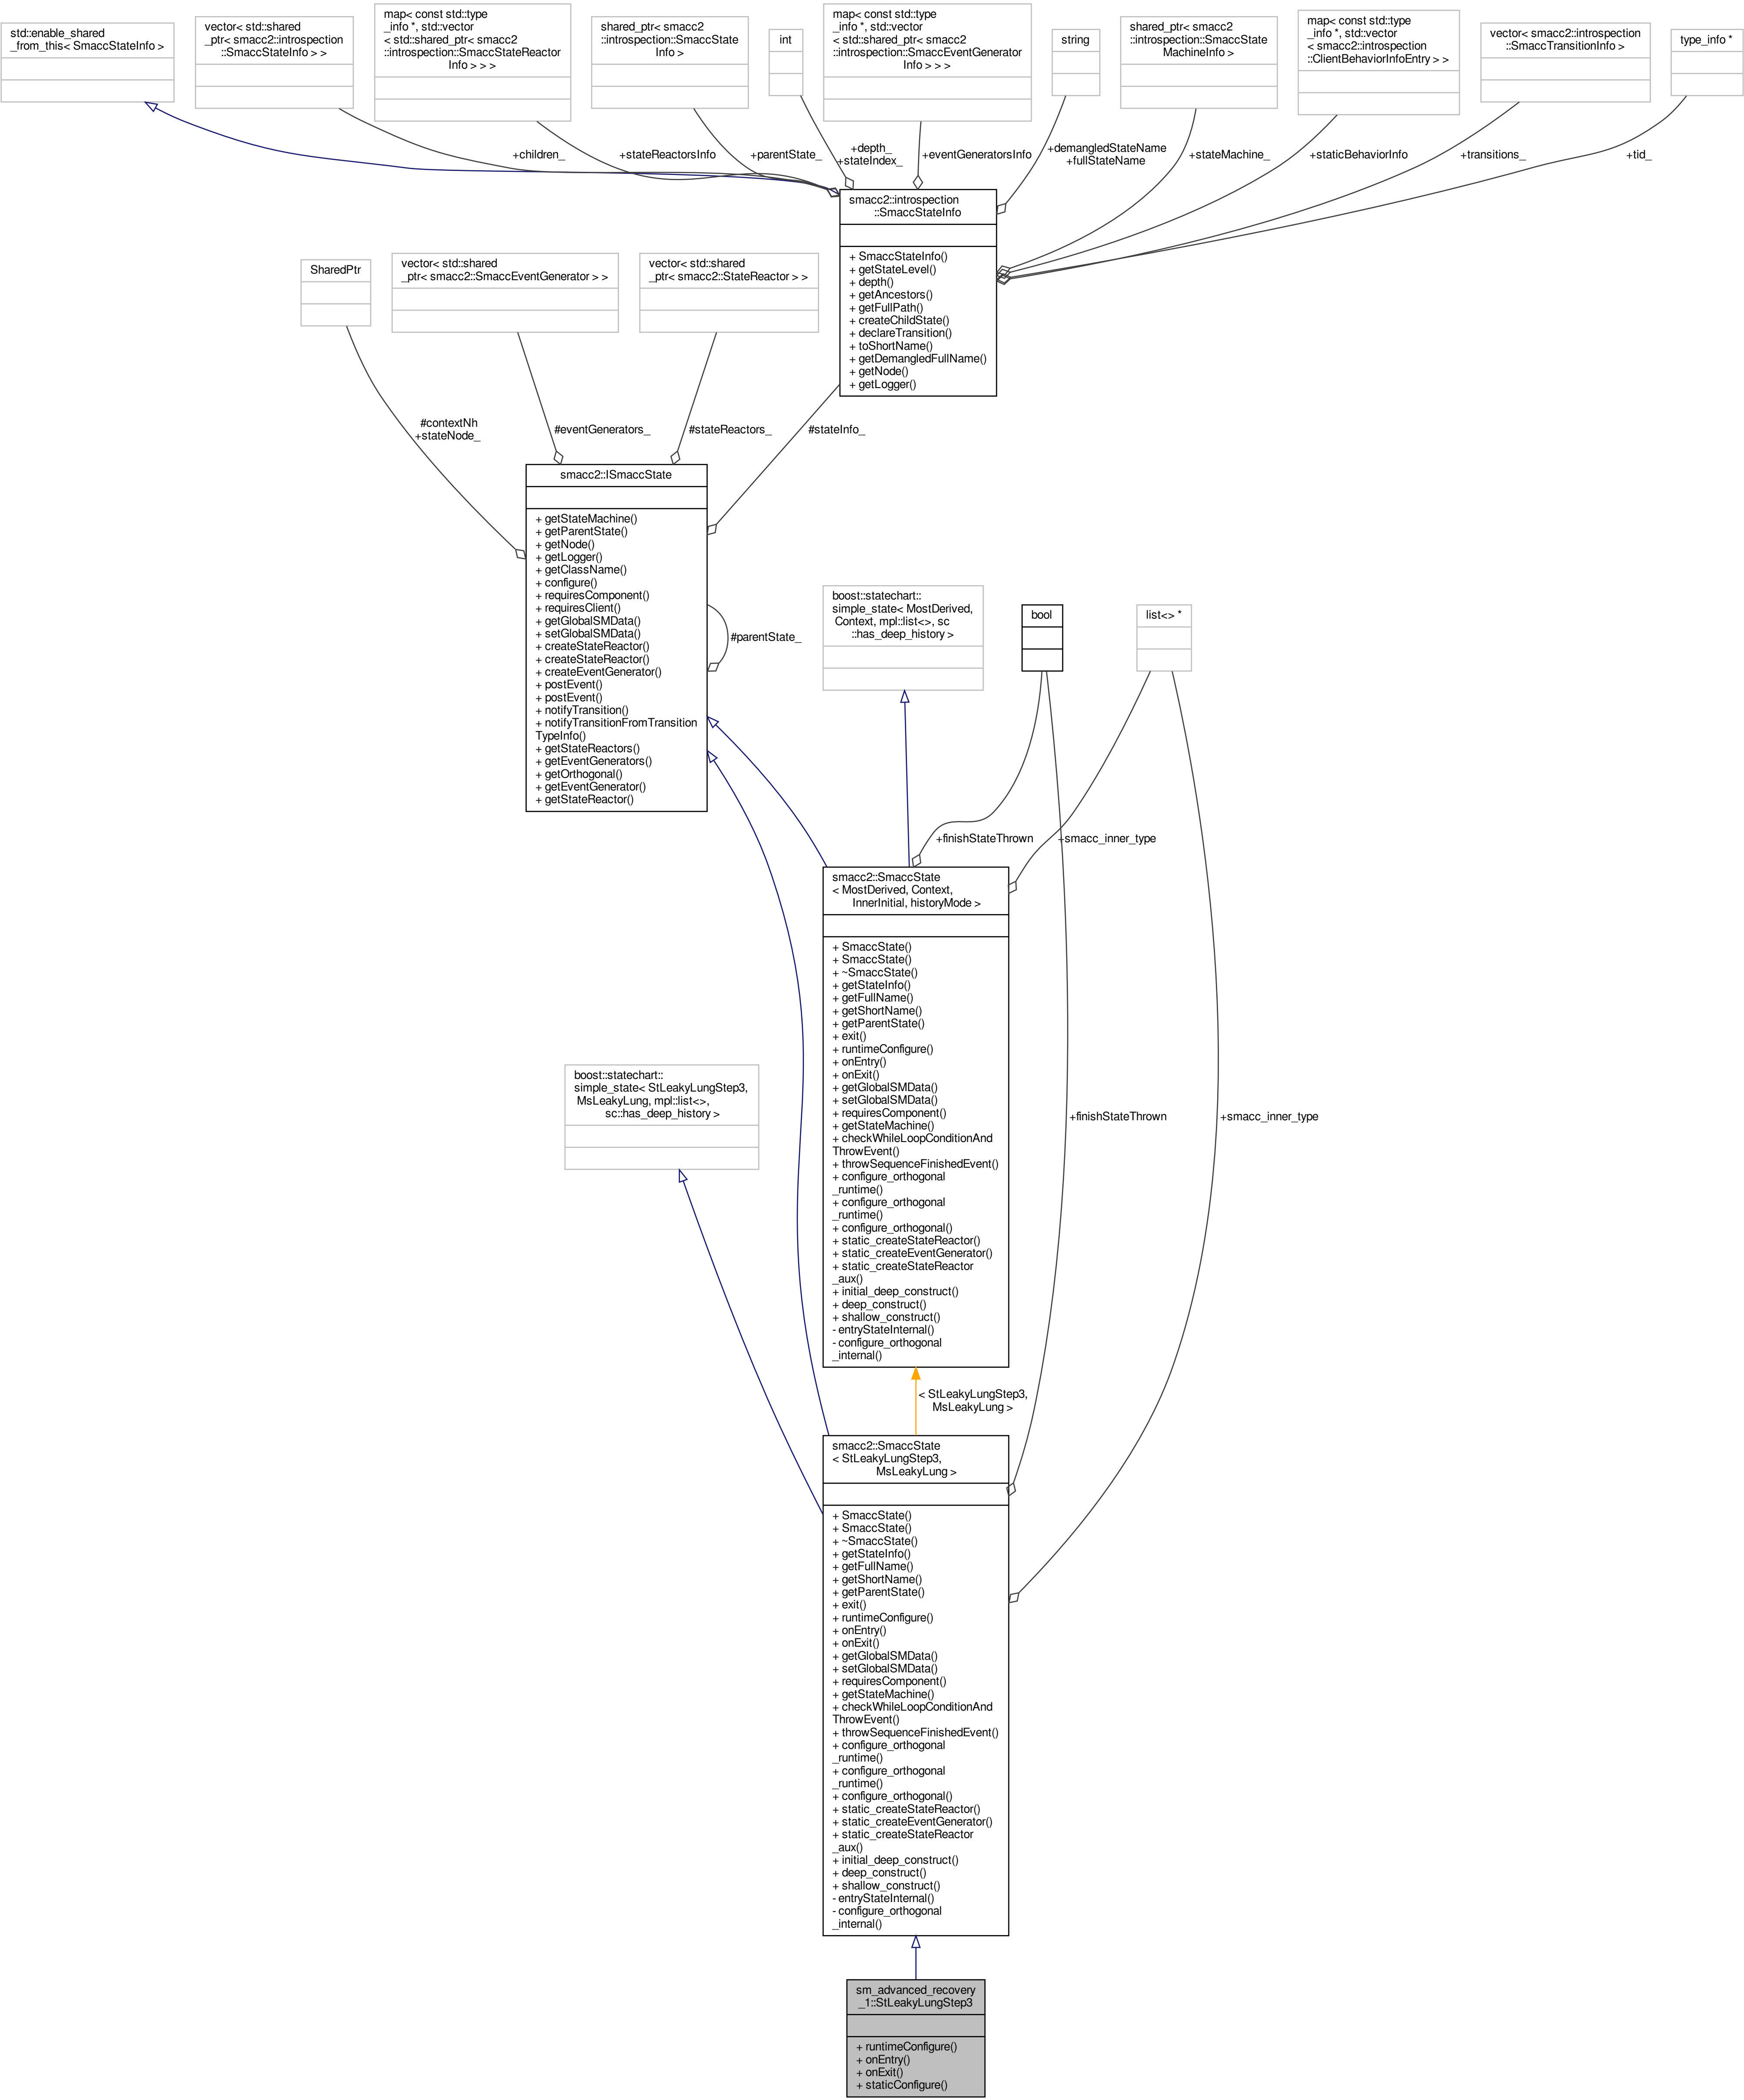 std::enable_shared
_from_this< SmaccStateInfo >
vector< std::shared
_ptr< smacc2::introspection
::SmaccStateInfo > >
map< const std::type
_info *, std::vector
< std::shared_ptr< smacc2
::introspection::SmaccStateReactor
Info > > >
shared_ptr< smacc2
::introspection::SmaccState
Info >
int
map< const std::type
_info *, std::vector
< std::shared_ptr< smacc2
::introspection::SmaccEventGenerator
Info > > >
string
shared_ptr< smacc2
::introspection::SmaccState
MachineInfo >
map< const std::type
_info *, std::vector
< smacc2::introspection
::ClientBehaviorInfoEntry > >
vector< smacc2::introspection
::SmaccTransitionInfo >
type_info *
+children_
+stateReactorsInfo
+parentState_
+depth_
+stateIndex_
+eventGeneratorsInfo
+demangledStateName
+fullStateName
+stateMachine_
+staticBehaviorInfo
+transitions_
+tid_
smacc2::introspection
::SmaccStateInfo
+ SmaccStateInfo()
+ getStateLevel()
+ depth()
+ getAncestors()
+ getFullPath()
+ createChildState()
+ declareTransition()
+ toShortName()
+ getDemangledFullName()
+ getNode()
+ getLogger()
SharedPtr
vector< std::shared
_ptr< smacc2::SmaccEventGenerator > >
vector< std::shared
_ptr< smacc2::StateReactor > >
#contextNh
+stateNode_
#eventGenerators_
#stateReactors_
#stateInfo_
smacc2::ISmaccState
+ getStateMachine()
+ getParentState()
+ getNode()
+ getLogger()
+ getClassName()
+ configure()
+ requiresComponent()
+ requiresClient()
+ getGlobalSMData()
+ setGlobalSMData()
+ createStateReactor()
+ createStateReactor()
+ createEventGenerator()
+ postEvent()
+ postEvent()
+ notifyTransition()
+ notifyTransitionFromTransition
TypeInfo()
+ getStateReactors()
+ getEventGenerators()
+ getOrthogonal()
+ getEventGenerator()
+ getStateReactor()
#parentState_
boost::statechart::
simple_state< MostDerived,
Context, mpl::list<>, sc
::has_deep_history >
bool
list<> *
+finishStateThrown
+smacc_inner_type
smacc2::SmaccState
< MostDerived, Context,
InnerInitial, historyMode >
+ SmaccState()
+ SmaccState()
+ ~SmaccState()
+ getStateInfo()
+ getFullName()
+ getShortName()
+ getParentState()
+ exit()
+ runtimeConfigure()
+ onEntry()
+ onExit()
+ getGlobalSMData()
+ setGlobalSMData()
+ requiresComponent()
+ getStateMachine()
+ checkWhileLoopConditionAnd
ThrowEvent()
+ throwSequenceFinishedEvent()
+ configure_orthogonal
_runtime()
+ configure_orthogonal
_runtime()
+ configure_orthogonal()
+ static_createStateReactor()
+ static_createEventGenerator()
+ static_createStateReactor
_aux()
+ initial_deep_construct()
+ deep_construct()
+ shallow_construct()
- entryStateInternal()
- configure_orthogonal
_internal()
boost::statechart::
simple_state< StLeakyLungStep3,
MsLeakyLung, mpl::list<>,
sc::has_deep_history >
+finishStateThrown
+smacc_inner_type
< StLeakyLungStep3,
MsLeakyLung >
smacc2::SmaccState
< StLeakyLungStep3,
MsLeakyLung >
+ SmaccState()
+ SmaccState()
+ ~SmaccState()
+ getStateInfo()
+ getFullName()
+ getShortName()
+ getParentState()
+ exit()
+ runtimeConfigure()
+ onEntry()
+ onExit()
+ getGlobalSMData()
+ setGlobalSMData()
+ requiresComponent()
+ getStateMachine()
+ checkWhileLoopConditionAnd
ThrowEvent()
+ throwSequenceFinishedEvent()
+ configure_orthogonal
_runtime()
+ configure_orthogonal
_runtime()
+ configure_orthogonal()
+ static_createStateReactor()
+ static_createEventGenerator()
+ static_createStateReactor
_aux()
+ initial_deep_construct()
+ deep_construct()
+ shallow_construct()
- entryStateInternal()
- configure_orthogonal
_internal()
sm_advanced_recovery
_1::StLeakyLungStep3
+ runtimeConfigure()
+ onEntry()
+ onExit()
+ staticConfigure()